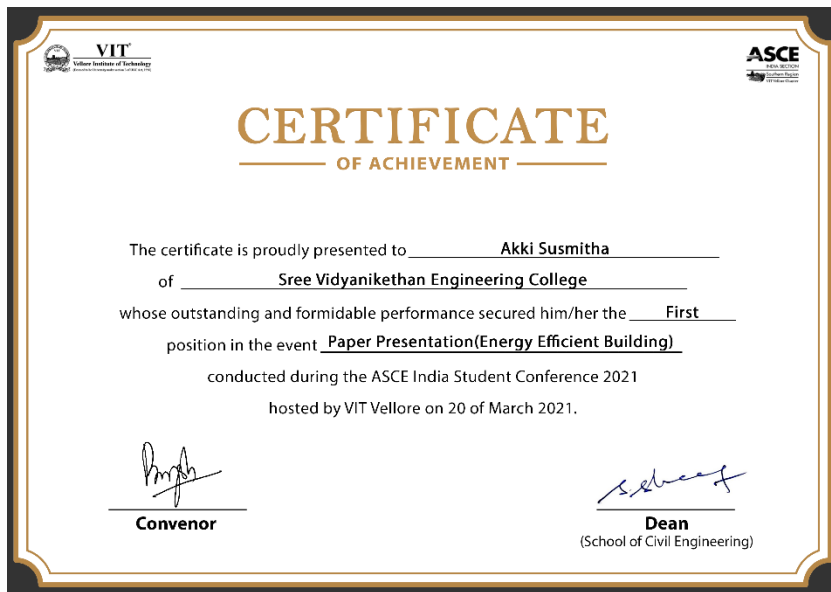 VIT
Vellore Institute of Technology
ASCE
INDIA SECTION
Southern Region
VIT Vellore Chapter
CERTIFICATE
OF ACHIEVEMENT
The certificate is proudly presented to Akki Susmitha
of Sree Vidyanikethan Engineering College
whose outstanding and formidable performance secured him/her the First
position in the event Paper Presentation(Energy Efficient Building)
conducted during the ASCE India Student Conference 2021
hosted by VIT Vellore on 20 of March 2021.
Convenor
Dean
(School of Civil Engineering)